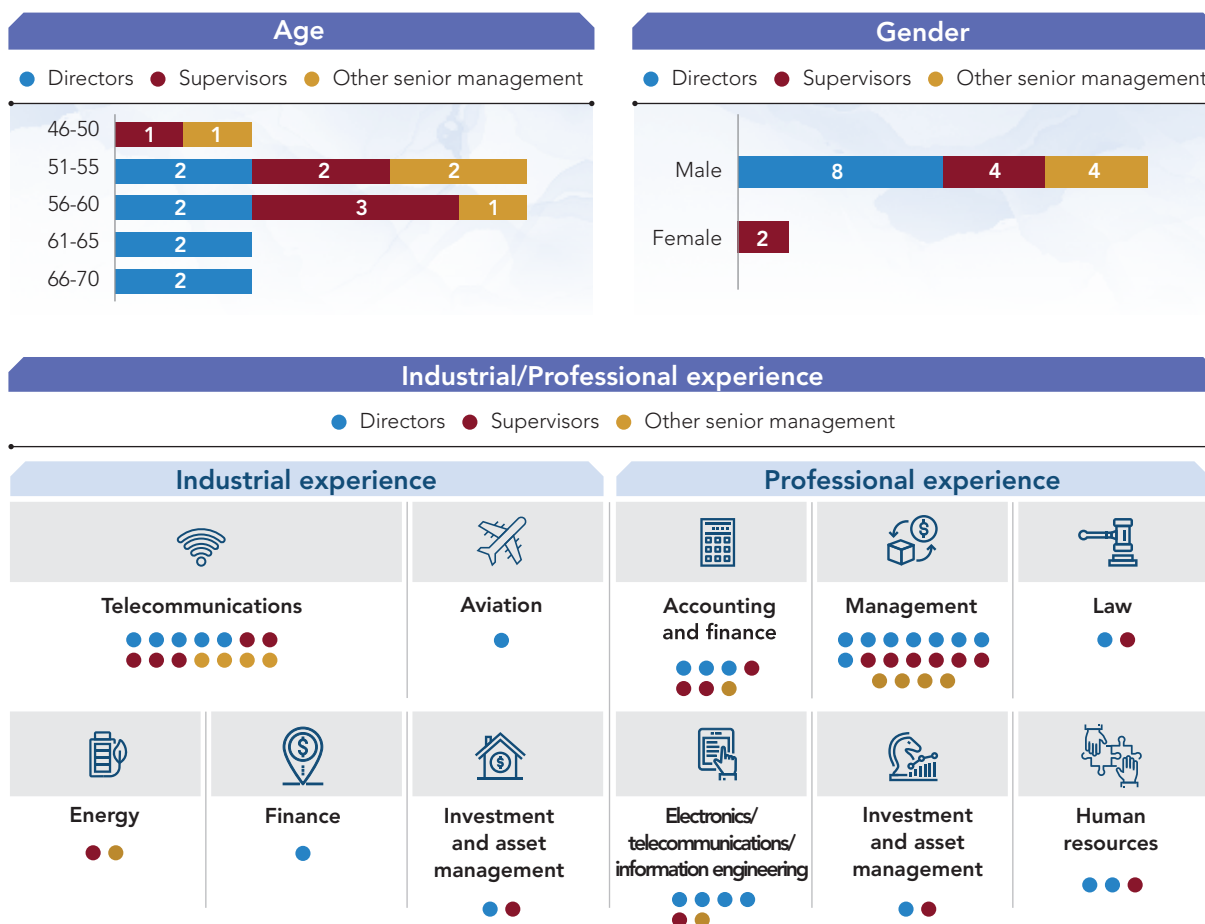 Age
Directors Supervisors Other senior management
46-50 1 1
51-55 2 2 2
56-60 2 3 1
61-65 2
66-70 2
Gender
Directors Supervisors Other senior management
Male 8 4 4
Female 2
Industrial/Professional experience
Directors Supervisors Other senior management
Industrial experience
Telecommunications
Aviation
Energy
Finance
Investment
and asset
management
Professional experience
Accounting
and finance
Management
Law
Electronics/
telecommunications/
information engineering
Investment
and asset
management
Human
resources